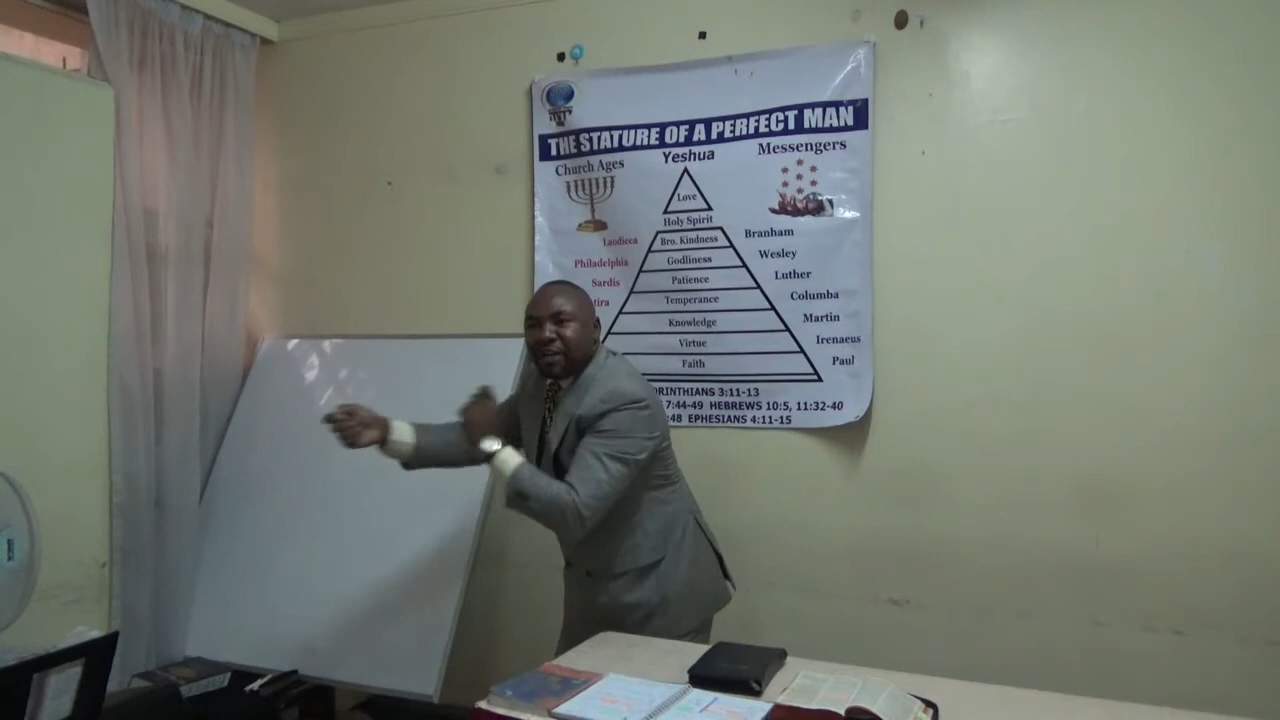 יהוה
THE STATURE OF A PERFECT MAN
Church Ages
Yeshua
Messengers
Love
Holy Spirit
Laodicea
Bro. Kindness
Branham
Philadelphia
Godliness
Wesley
Sardis
Patience
Luther
tira
Temperance
Columba
Knowledge
Martin
Virtue
Irenaeus
Faith
Paul
ORINTHIANS 3:11-13
7:44-49 HEBREWS 10:5, 11:32-40
:48 EPHESIANS 4:11-15